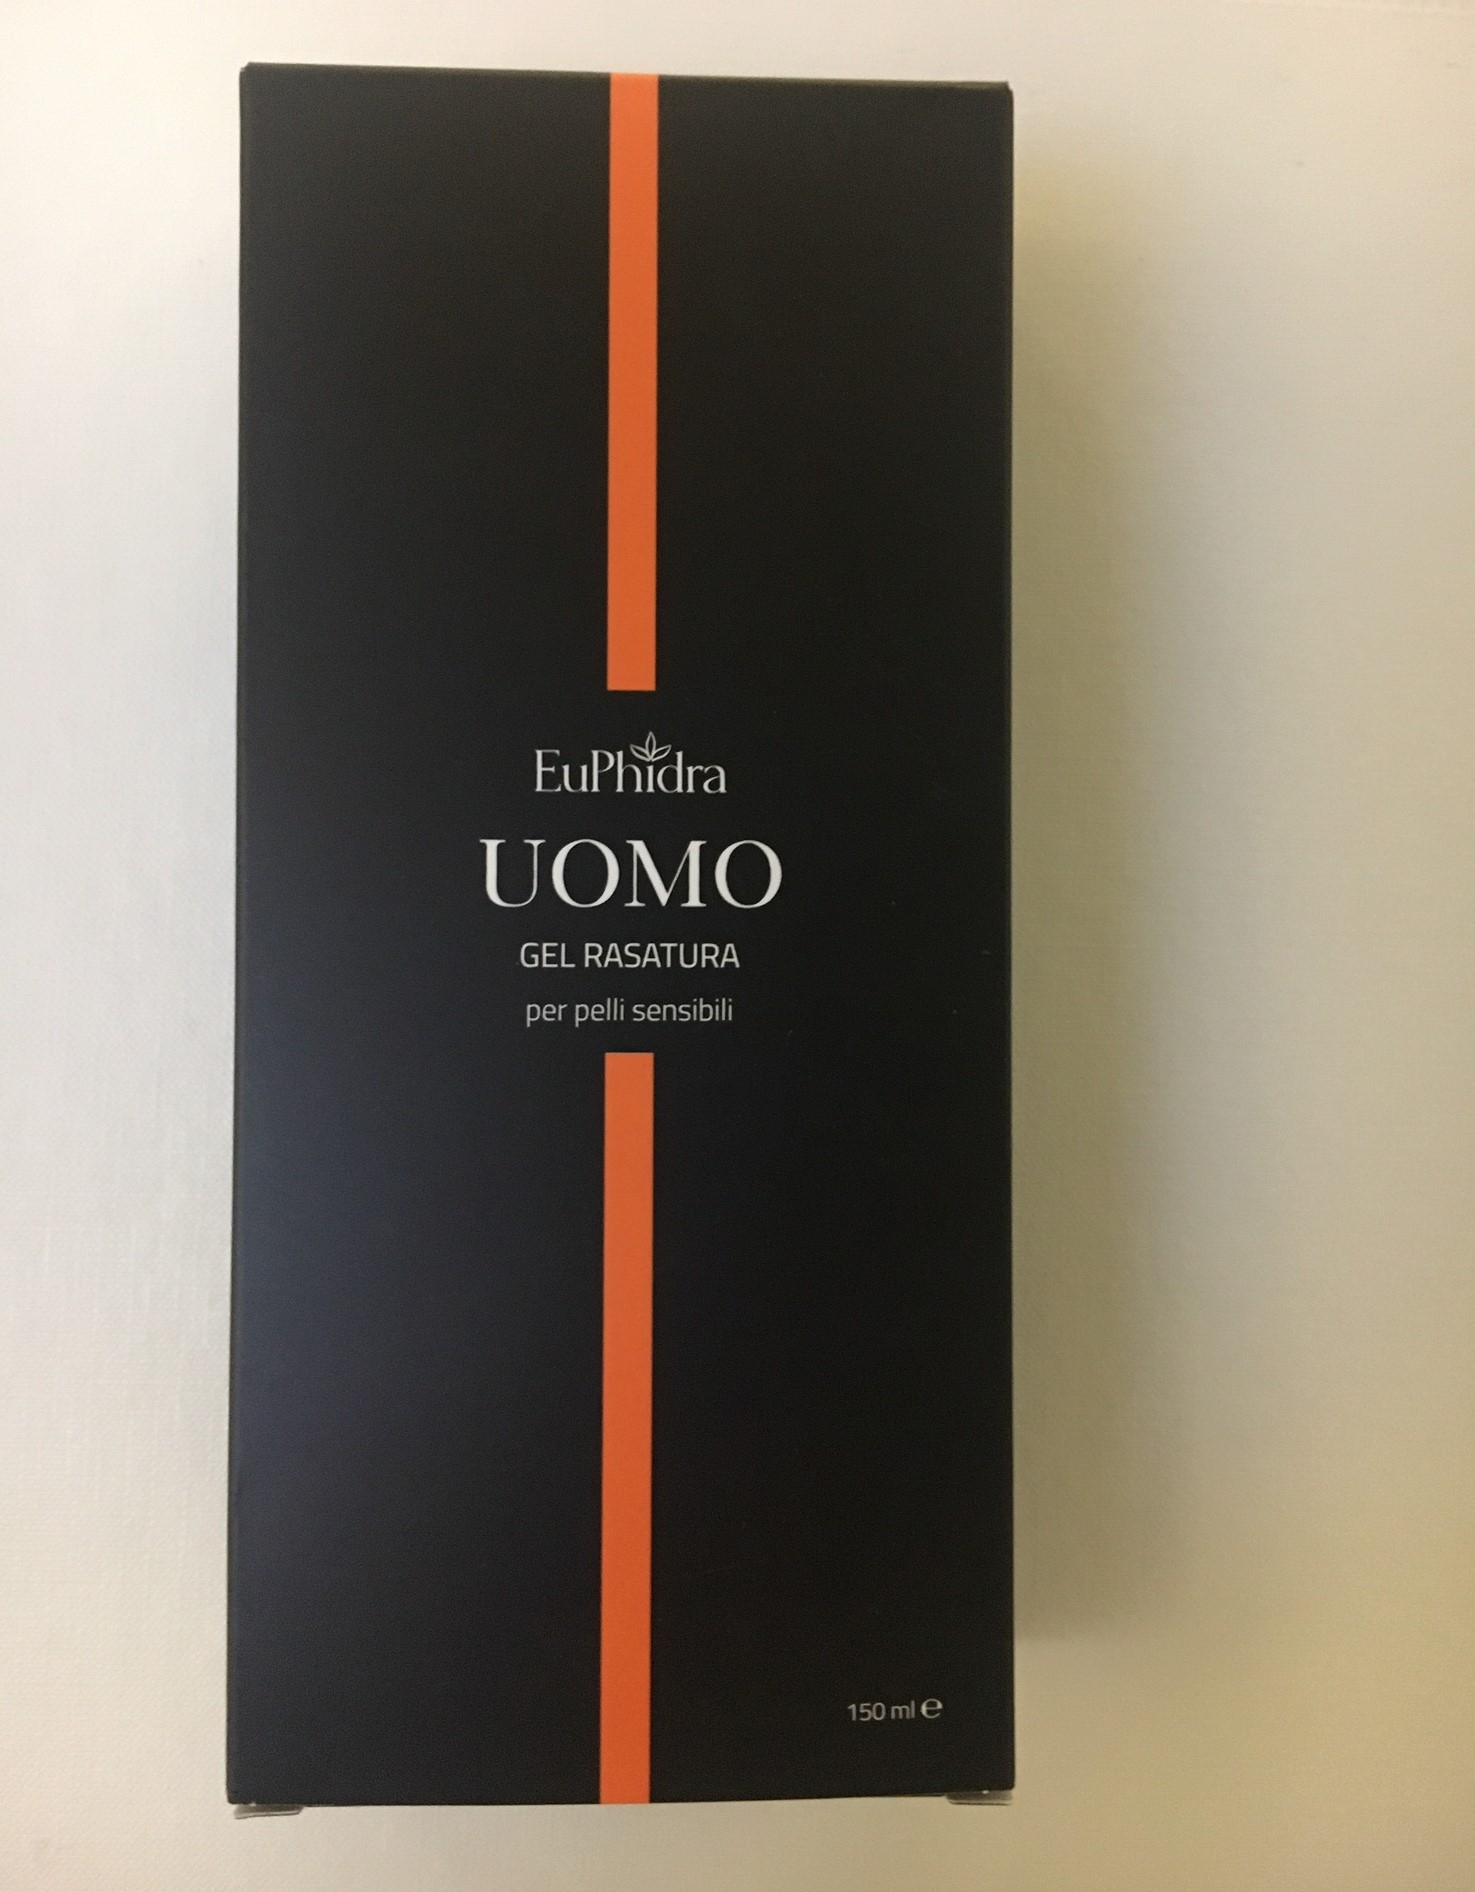 EuPhidra
UOMO
GEL RASATURA
per pelli sensibili
150 ml ℮